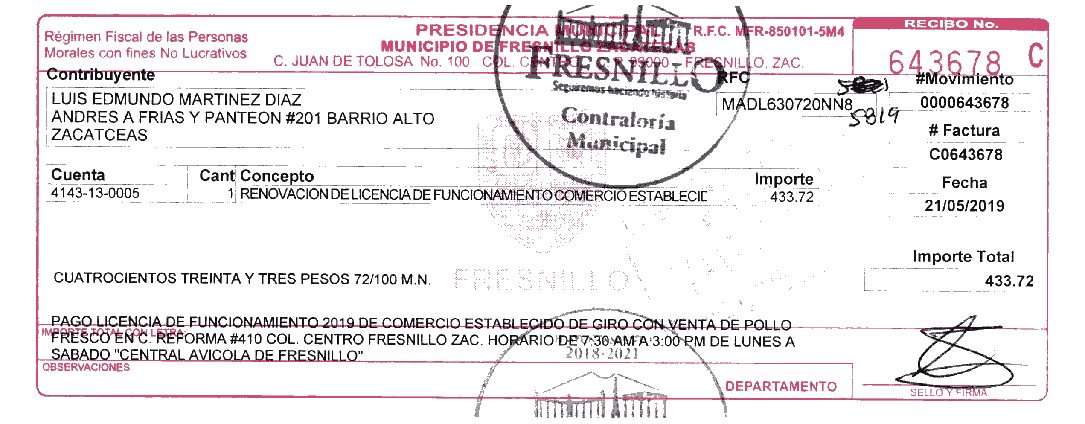 Régimen Fiscal de las Personas
Morales con fines No Lucrativos
PRESIDENCIA MUNICIPAL R.F.C. MFR-850101-5M4
MUNICIPIO DE FRESNILLO ZACATECAS
C. JUAN DE TOLOSA No. 100 COL. CENTRO C.P. 99000 FRESNILLO, ZAC.
RECIBO No.
643678 C
FRESNILLO
Seguremos haciendo historia
Contraloría
Municipal
Contribuyente
LUIS EDMUNDO MARTINEZ DIAZ
ANDRES A FRIAS Y PANTEON #201 BARRIO ALTO
ZACATCEAS
RFC
MADL630720NN8
5819
#Movimiento
0000643678
# Factura
C0643678
Fecha
21/05/2019
Cuenta Cant Concepto Importe
4143-13-0005 1 RENOVACION DE LICENCIA DE FUNCIONAMIENTO COMERCIO ESTABLECIE 433.72
Importe Total
433.72
CUATROCIENTOS TREINTA Y TRES PESOS 72/100 M.N.
FRESNILLO
IMPORTE TOTAL CON LETRA:
PAGO LICENCIA DE FUNCIONAMIENTO 2019 DE COMERCIO ESTABLECIDO DE GIRO CON VENTA DE POLLO
FRESCO EN C. REFORMA #410 COL. CENTRO FRESNILLO ZAC. HORARIO DE 7:30 AM A 3:00 PM DE LUNES A
SABADO "CENTRAL AVICOLA DE FRESNILLO"
2018-2021
OBSERVACIONES
DEPARTAMENTO
SELLO Y FIRMA